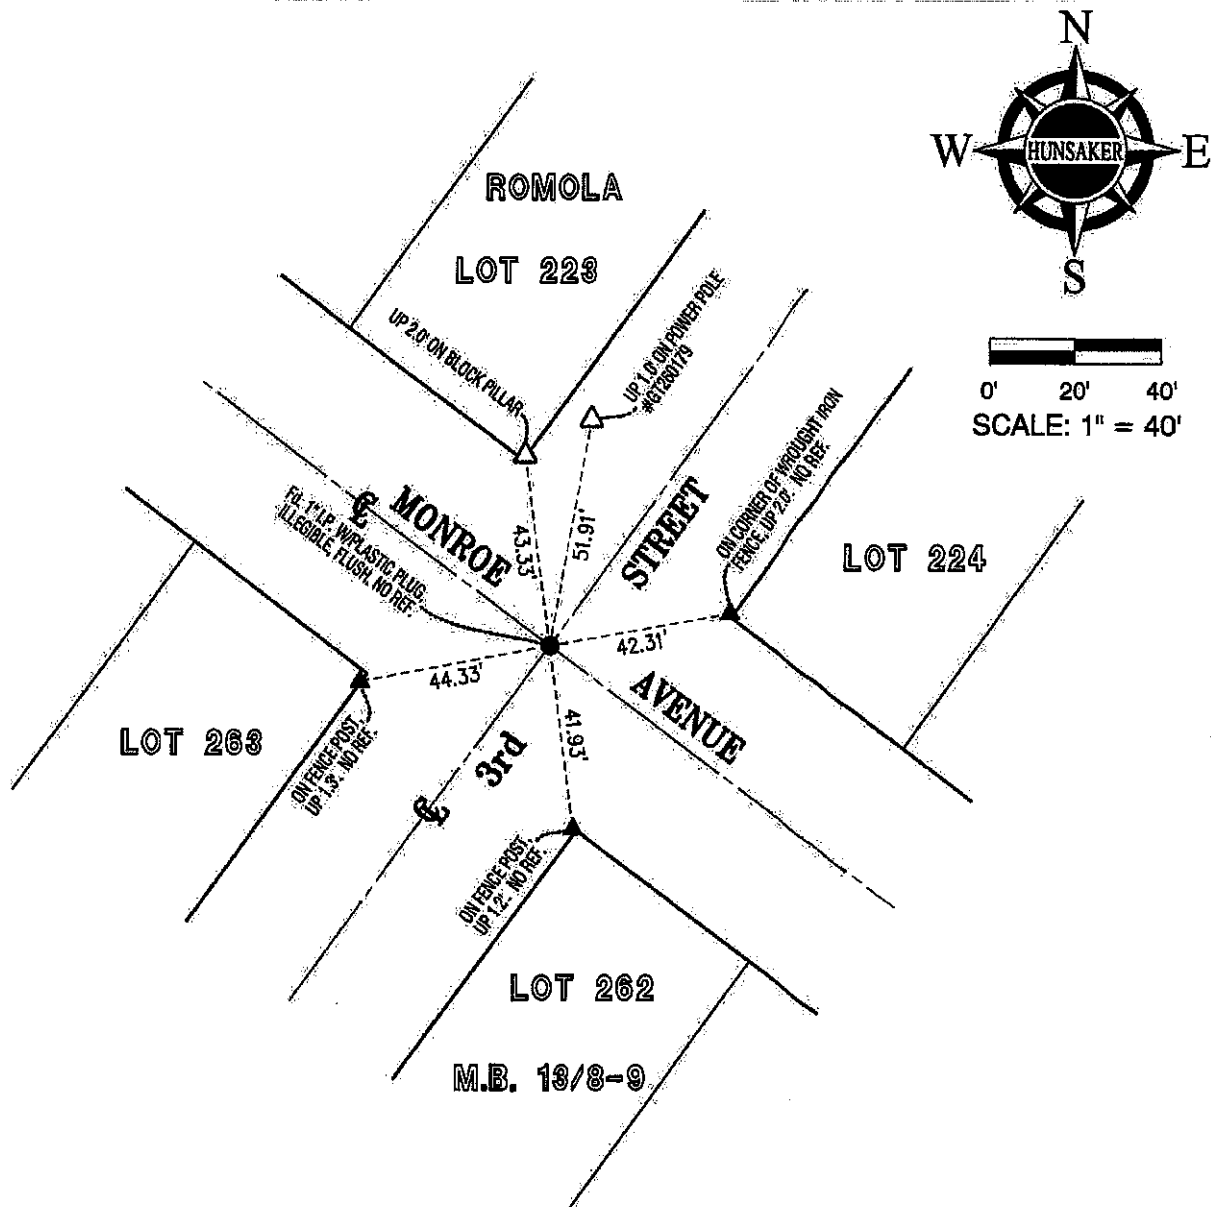 N
W
HUNSAKER
E
S
0' 20' 40'
SCALE: 1" = 40'
ROMOLA
LOT 223
UP 2.0' ON BLOCK PILLAR
UP 1.0' ON POWER POLE
#GT260179
ON CORNER OF WROUGHT IRON
FENCE, UP 2.0'. NO REF.
Fd. 1" I.P. W/PLASTIC PLUG,
ILLEGIBLE, FLUSH, NO REF.
℄ MONROE
STREET
43.33'
51.91'
LOT 224
42.31'
44.33'
41.93'
AVENUE
LOT 263
ON FENCE POST,
UP 1.3'. NO REF.
℄ 3rd
ON FENCE POST,
UP 1.2'. NO REF.
LOT 262
M.B. 13/8-9